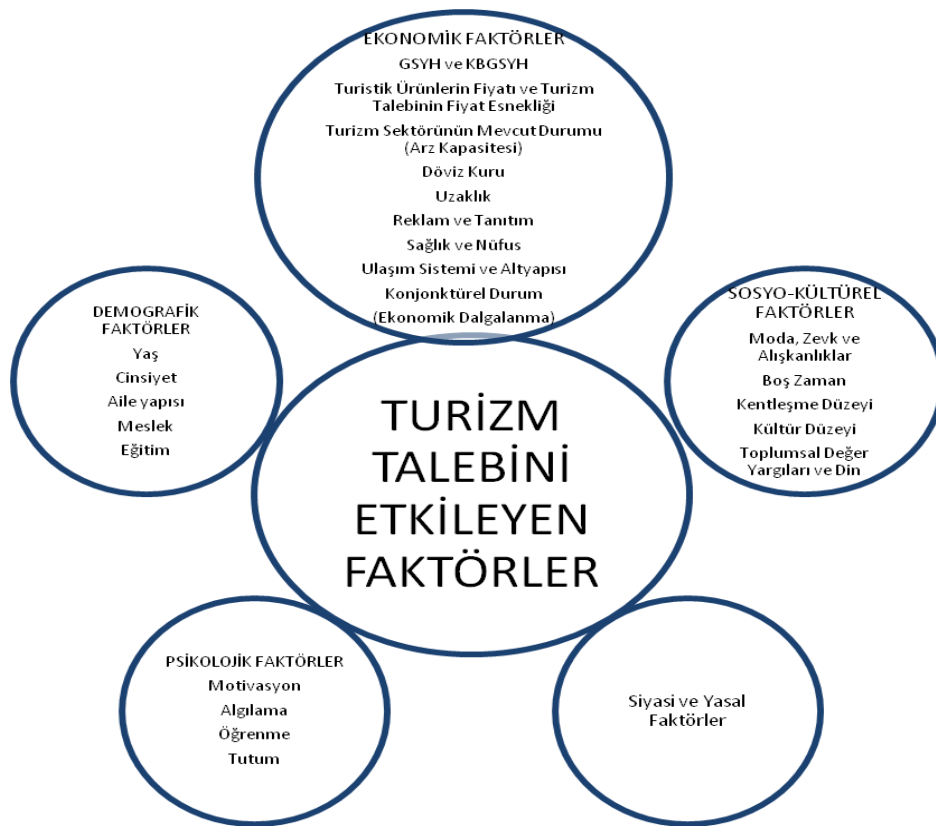 EKONOMİK FAKTÖRLER
GSYH ve KBGSYH
Turistik Ürünlerin Fiyatı ve Turizm
Talebinin Fiyat Esnekliği
Turizm Sektörünün Mevcut Durumu
(Arz Kapasitesi)
Döviz Kuru
Uzaklık
Reklam ve Tanıtım
Sağlık ve Nüfus
Ulaşım Sistemi ve Altyapısı
Konjonktürel Durum
(Ekonomik Dalgalanma)
DEMOGRAFİK
FAKTÖRLER
Yaş
Cinsiyet
Aile yapısı
Meslek
Eğitim
SOSYO-KÜLTÜREL
FAKTÖRLER
Moda, Zevk ve
Alışkanlıklar
Boş Zaman
Kentleşme Düzeyi
Kültür Düzeyi
Toplumsal Değer
Yargıları ve Din
TURİZM
TALEBİNİ
ETKİLEYEN
FAKTÖRLER
PSİKOLOJİK FAKTÖRLER
Motivasyon
Algılama
Öğrenme
Tutum
Siyasi ve Yasal
Faktörler